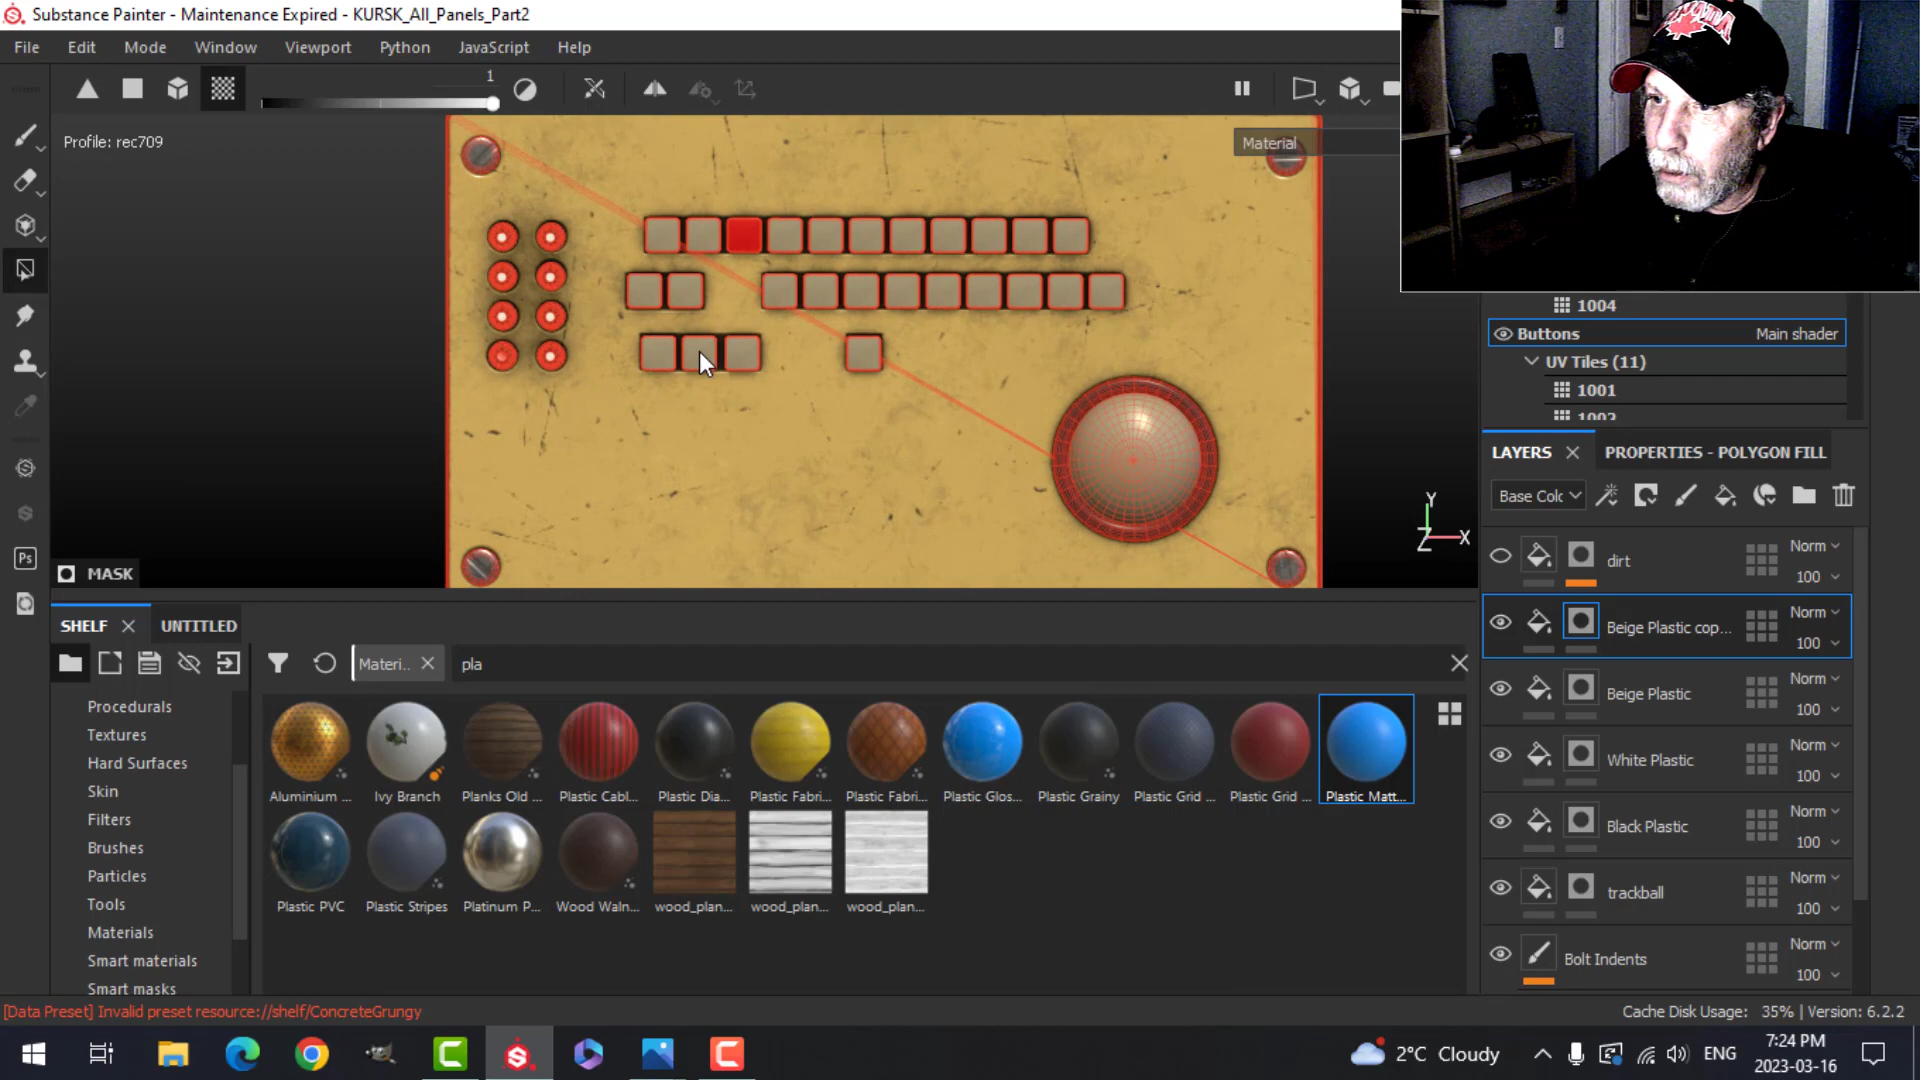 Substance Painter - Maintenance Expired - KURSK_All_Panels_Part2
File Edit Mode Window Viewport Python JavaScript Help
1
Profile: rec709
Material
Y
Z X
MASK
1004
Buttons Main shader
UV Tiles (11)
1001
1002
LAYERS PROPERTIES - POLYGON FILL
Base Colc
dirt Norm 100
Beige Plastic cop... Norm 100
Beige Plastic Norm 100
White Plastic Norm 100
Black Plastic Norm 100
trackball Norm 100
Bolt Indents Norm 100
SHELF UNTITLED
Materi.. pla
Procedurals
Textures
Hard Surfaces
Skin
Filters
Brushes
Particles
Tools
Materials
Smart materials
Smart masks
Aluminium ... Ivy Branch Planks Old ... Plastic Cabl... Plastic Dia... Plastic Fabri... Plastic Fabri... Plastic Glos... Plastic Grainy Plastic Grid ... Plastic Grid ... Plastic Matt...
Plastic PVC Plastic Stripes Platinum P... Wood Waln... wood_plan... wood_plan... wood_plan...
[Data Preset] Invalid preset resource://shelf/ConcreteGrungy
Cache Disk Usage: 35% | Version: 6.2.2
Ps
2°C Cloudy
ENG
7:24 PM
2023-03-16